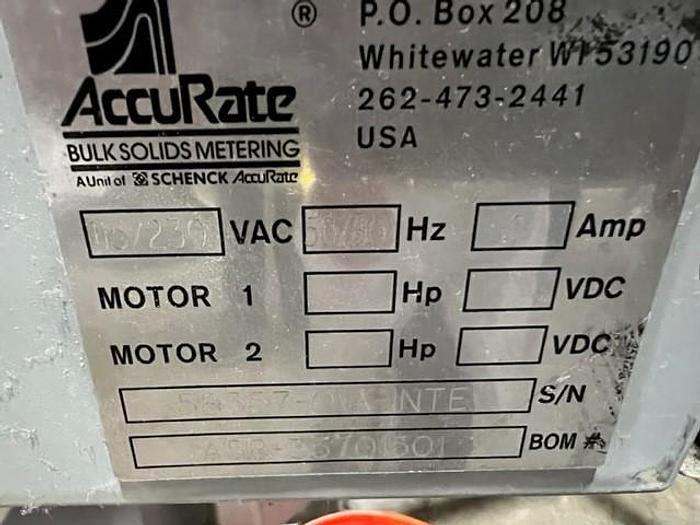 ® P.O. Box 208
Whitewater WI 53190
262-473-2441
USA
AccuRate
BULK SOLIDS METERING
A Unit of SCHENCK AccuRate
VAC Hz Amp
MOTOR 1 Hp VDC
MOTOR 2 Hp VDC
S/N
BOM #